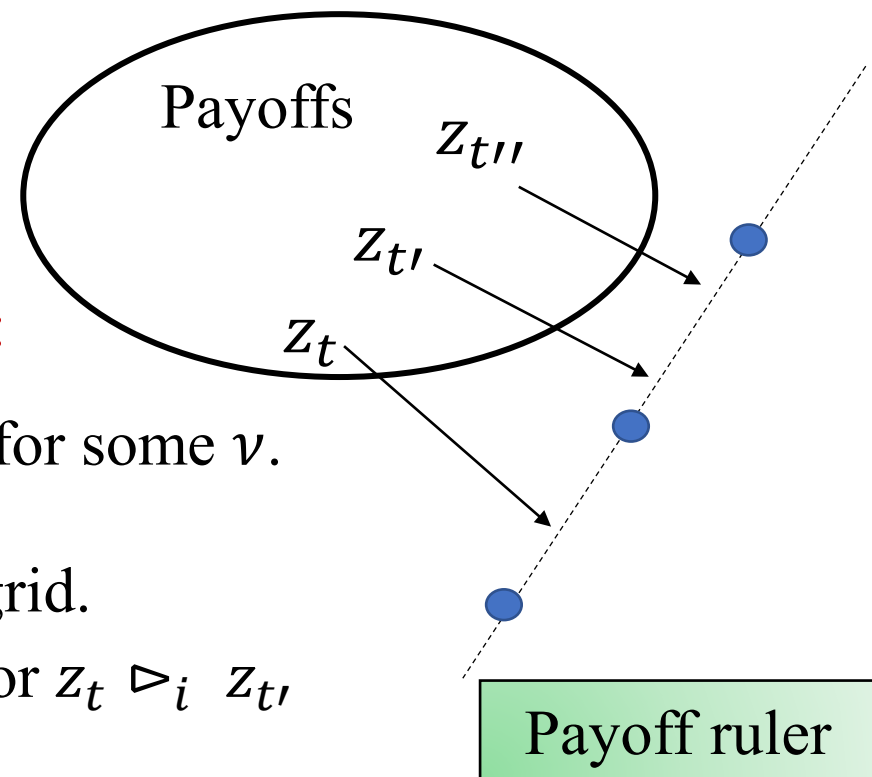 Payoffs
z_{t''}
z_{t'}
z_t
:
for some ν.
grid.
or z_t ⊳_i z_{t'}
Payoff ruler